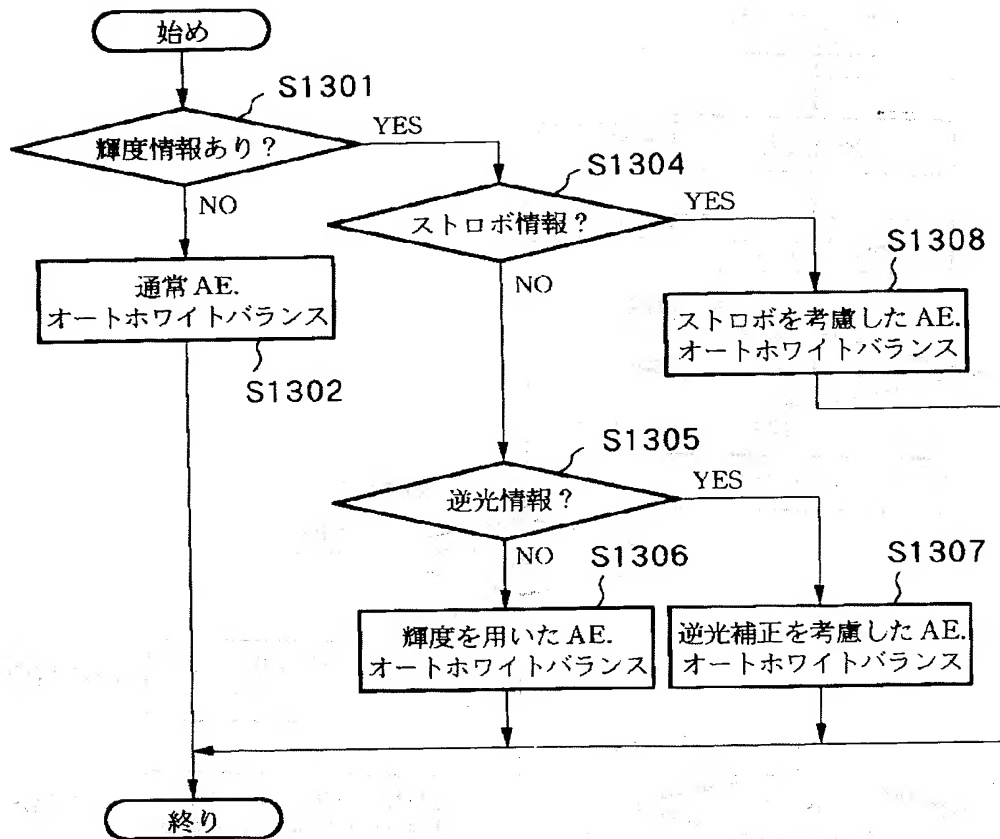 始め
S1301
輝度情報あり?
YES
NO
S1304
ストロボ情報?
YES
NO
通常AE.
オートホワイトバランス
S1302
S1308
ストロボを考慮したAE.
オートホワイトバランス
S1305
逆光情報?
YES
NO
S1306
輝度を用いたAE.
オートホワイトバランス
S1307
逆光補正を考慮したAE.
オートホワイトバランス
終り